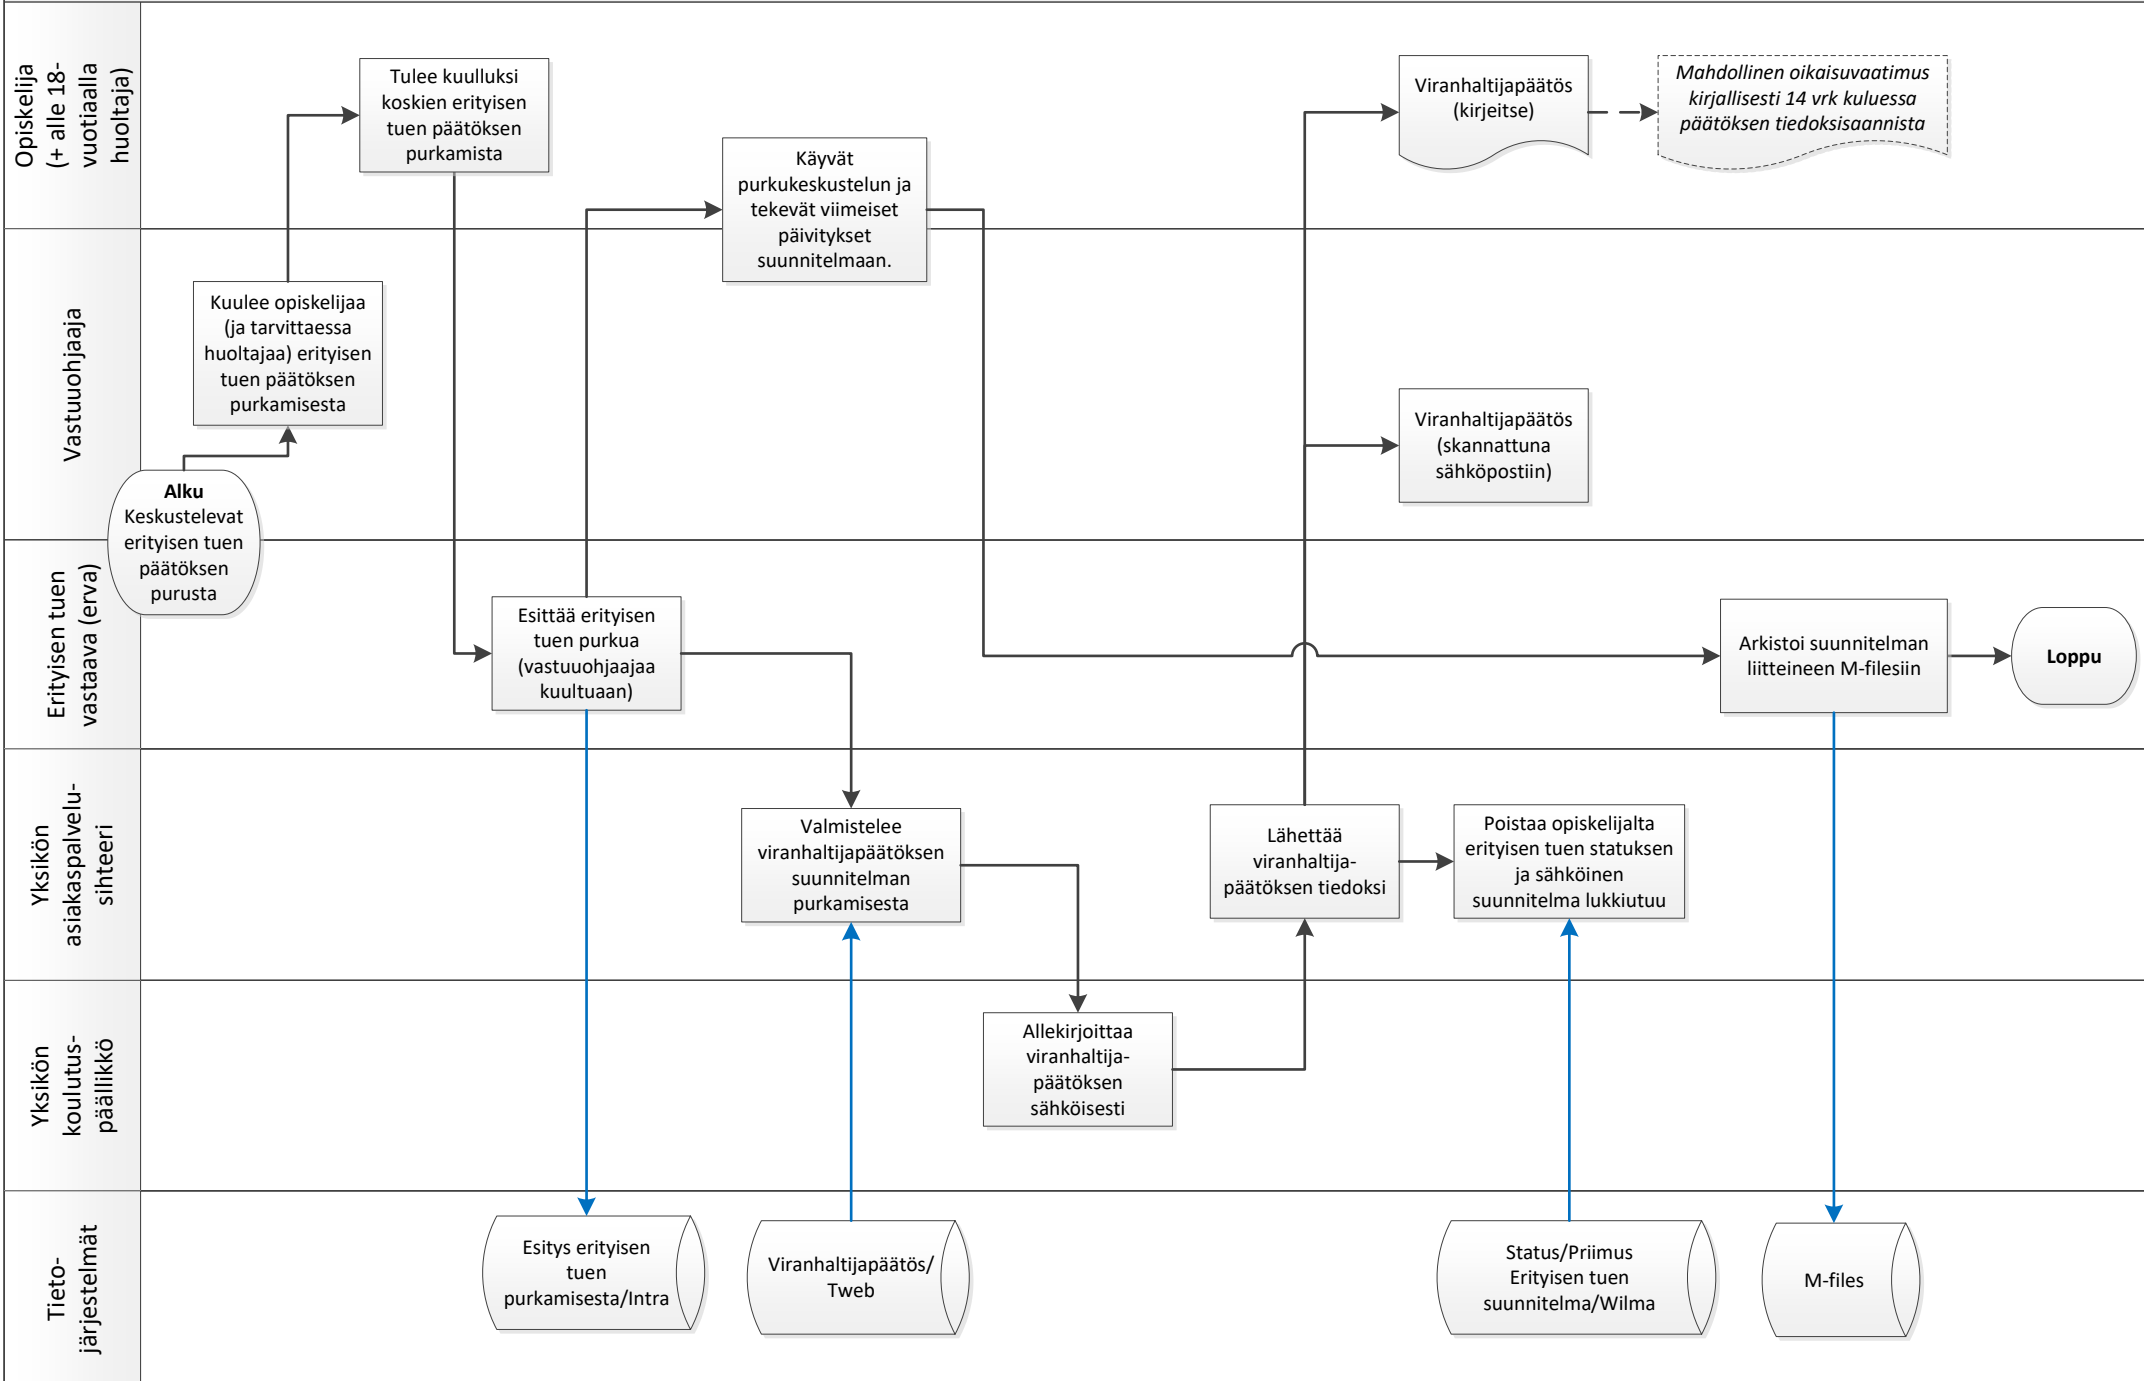 Opiskelija
(+ alle 18-
vuotiaalla
huoltaja)
Tulee kuulluksi
koskien erityisen
tuen päätöksen
purkamista
Käyvät
purkukeskustelun ja
tekevät viimeiset
päivitykset
suunnitelmaan.
Viranhaltijapäätös
(kirjeitse)
Mahdollinen oikaisuvaatimus
kirjallisesti 14 vrk kuluessa
päätöksen tiedoksisaannista
Vastuuohjaaja
Kuulee opiskelijaa
(ja tarvittaessa
huoltajaa) erityisen
tuen päätöksen
purkamisesta
Viranhaltijapäätös
(skannattuna
sähköpostiin)
Alku
Keskustelevat
erityisen tuen
päätöksen
purusta
Erityisen tuen
vastaava (erva)
Esittää erityisen
tuen purkua
(vastuuohjaajaa
kuultuaan)
Arkistoi suunnitelman
liitteineen M-filesiin
Loppu
Yksikön
asiakaspalvelu-
sihteeri
Valmistelee
viranhaltijapäätöksen
suunnitelman
purkamisesta
Lähettää
viranhaltija-
päätöksen tiedoksi
Poistaa opiskelijalta
erityisen tuen statuksen
ja sähköinen
suunnitelma lukkiutuu
Yksikön
koulutus-
päällikkö
Allekirjoittaa
viranhaltija-
päätöksen
sähköisesti
Tieto-
järjestelmät
Esitys erityisen
tuen
purkamisesta/Intra
Viranhaltijapäätös/
Tweb
Status/Priimus
Erityisen tuen
suunnitelma/Wilma
M-files